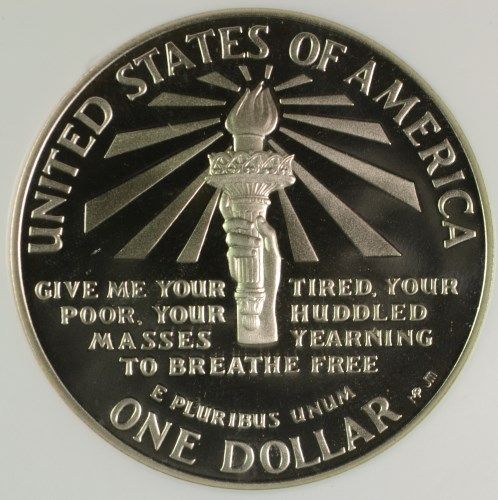 UNITED STATES OF AMERICA
GIVE ME YOUR TIRED, YOUR
POOR, YOUR HUDDLED
MASSES YEARNING
TO BREATHE FREE
E PLURIBUS UNUM
ONE DOLLAR